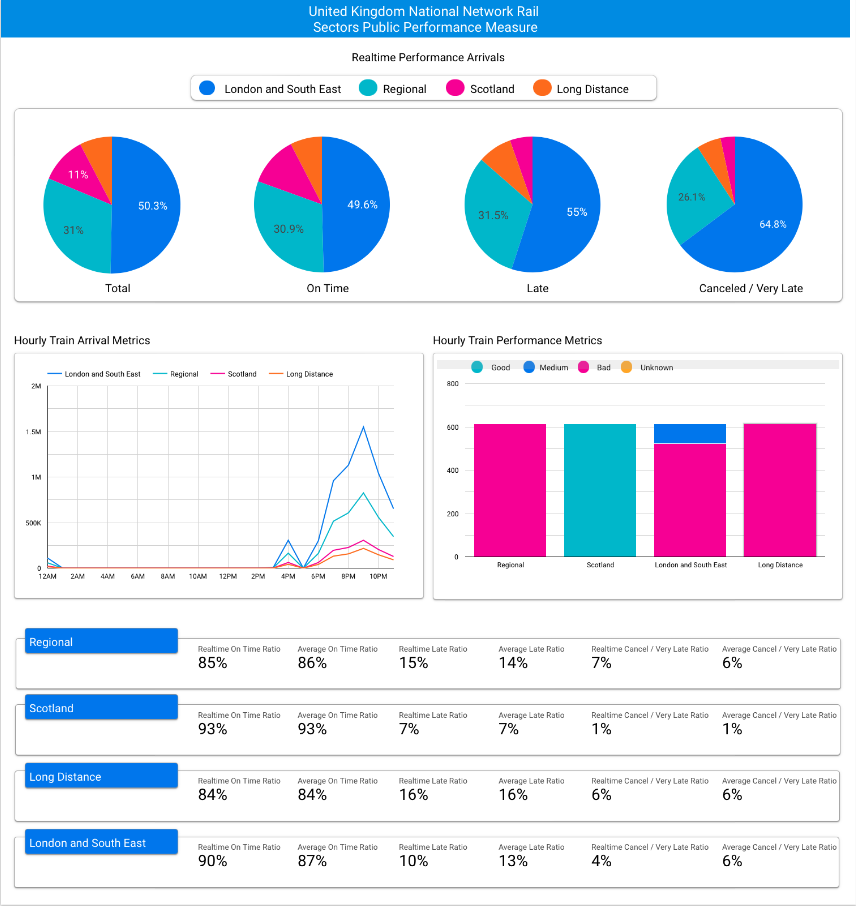 United Kingdom National Network Rail
Sectors Public Performance Measure
Realtime Performance Arrivals
London and South East Regional Scotland Long Distance
11%
50.3%
31%
Total
49.6%
30.9%
On Time
55%
31.5%
Late
26.1%
64.8%
Canceled / Very Late
Hourly Train Arrival Metrics
London and South East Regional Scotland Long Distance
2M
1.5M
1M
500K
0
12AM 2AM 4AM 6AM 8AM 10AM 12PM 2PM 4PM 6PM 8PM 10PM
Hourly Train Performance Metrics
Good Medium Bad Unknown
800
600
400
200
0
Regional Scotland London and South East Long Distance
Regional
Realtime On Time Ratio Average On Time Ratio Realtime Late Ratio Average Late Ratio Realtime Cancel / Very Late Ratio Average Cancel / Very Late Ratio
85% 86% 15% 14% 7% 6%
Scotland
Realtime On Time Ratio Average On Time Ratio Realtime Late Ratio Average Late Ratio Realtime Cancel / Very Late Ratio Average Cancel / Very Late Ratio
93% 93% 7% 7% 1% 1%
Long Distance
Realtime On Time Ratio Average On Time Ratio Realtime Late Ratio Average Late Ratio Realtime Cancel / Very Late Ratio Average Cancel / Very Late Ratio
84% 84% 16% 16% 6% 6%
London and South East
Realtime On Time Ratio Average On Time Ratio Realtime Late Ratio Average Late Ratio Realtime Cancel / Very Late Ratio Average Cancel / Very Late Ratio
90% 87% 10% 13% 4% 6%